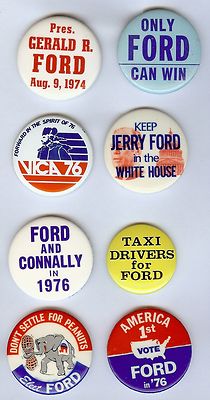 Pres.
GERALD R.
FORD
Aug. 9, 1974
ONLY
FORD
CAN WIN
FORWARD IN THE SPIRIT OF 76
VICA 76
KEEP
JERRY FORD
in the
WHITE HOUSE
FORD
AND
CONNALLY
IN
1976
TAXI
DRIVERS
for
FORD
DON'T SETTLE FOR PEANUTS
Elect FORD
AMERICA
1st
VOTE
FORD
in '76